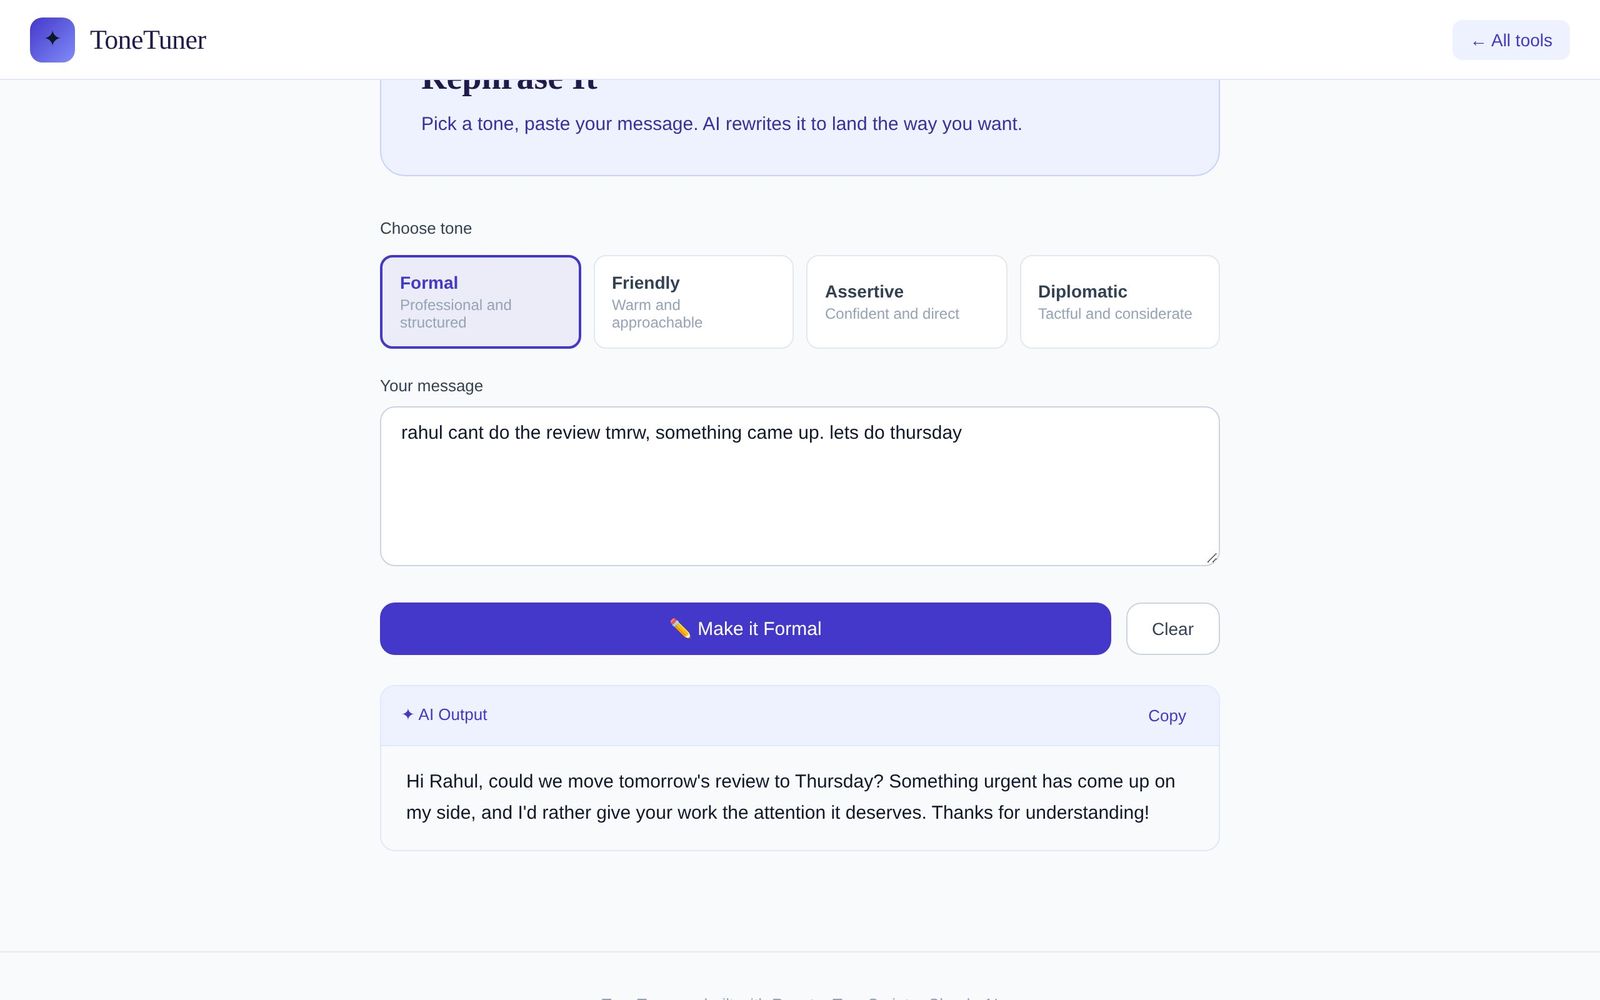 ToneTuner
← All tools
Rephrase It
Pick a tone, paste your message. AI rewrites it to land the way you want.
Choose tone
Formal
Professional and
structured
Friendly
Warm and
approachable
Assertive
Confident and direct
Diplomatic
Tactful and considerate
Your message
rahul cant do the review tmrw, something came up. lets do thursday
✏️ Make it Formal
Clear
✦ AI Output
Copy
Hi Rahul, could we move tomorrow's review to Thursday? Something urgent has come up on
my side, and I'd rather give your work the attention it deserves. Thanks for understanding!